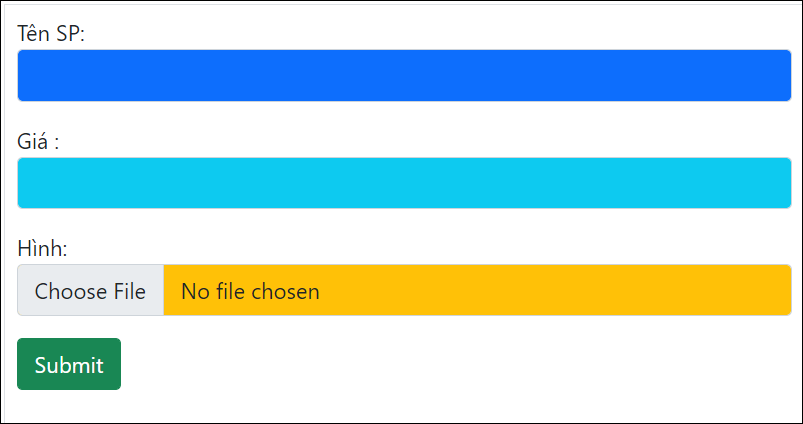 Tên SP:
Giá :
Hình:
Choose File No file chosen
Submit